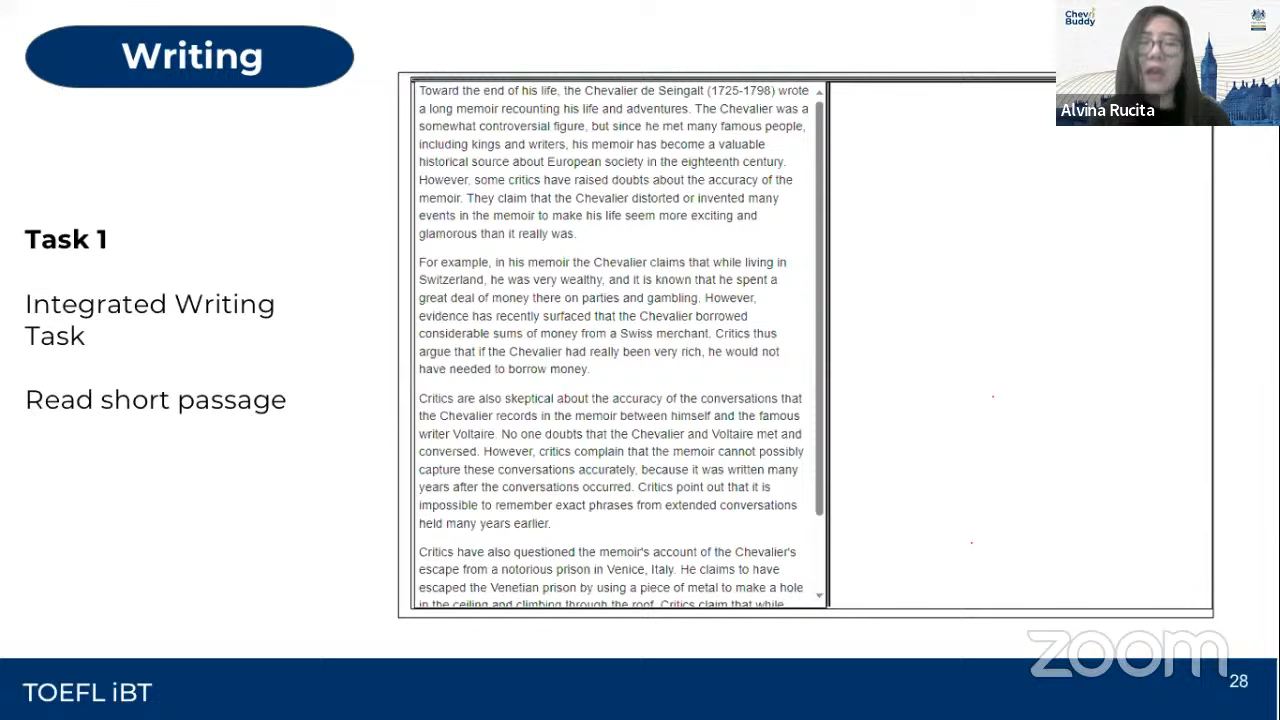 Writing
Chevn
Buddy
Alvina Rucita
Task 1
Integrated Writing
Task
Read short passage
Toward the end of his life, the Chevalier de Seingalt (1725-1798) wrote
a long memoir recounting his life and adventures. The Chevalier was a
somewhat controversial figure, but since he met many famous people,
including kings and writers, his memoir has become a valuable
historical source about European society in the eighteenth century.
However, some critics have raised doubts about the accuracy of the
memoir. They claim that the Chevalier distorted or invented many
events in the memoir to make his life seem more exciting and
glamorous than it really was.
For example, in his memoir the Chevalier claims that while living in
Switzerland, he was very wealthy, and it is known that he spent a
great deal of money there on parties and gambling. However,
evidence has recently surfaced that the Chevalier borrowed
considerable sums of money from a Swiss merchant. Critics thus
argue that if the Chevalier had really been very rich, he would not
have needed to borrow money.
Critics are also skeptical about the accuracy of the conversations that
the Chevalier records in the memoir between himself and the famous
writer Voltaire. No one doubts that the Chevalier and Voltaire met and
conversed. However, critics complain that the memoir cannot possibly
capture these conversations accurately, because it was written many
years after the conversations occurred. Critics point out that it is
impossible to remember exact phrases from extended conversations
held many years earlier.
Critics have also questioned the memoir's account of the Chevalier's
escape from a notorious prison in Venice, Italy. He claims to have
escaped the Venetian prison by using a piece of metal to make a hole
in the ceiling and climbing through the roof. Critics claim that while
zoom
TOEFL iBT
28